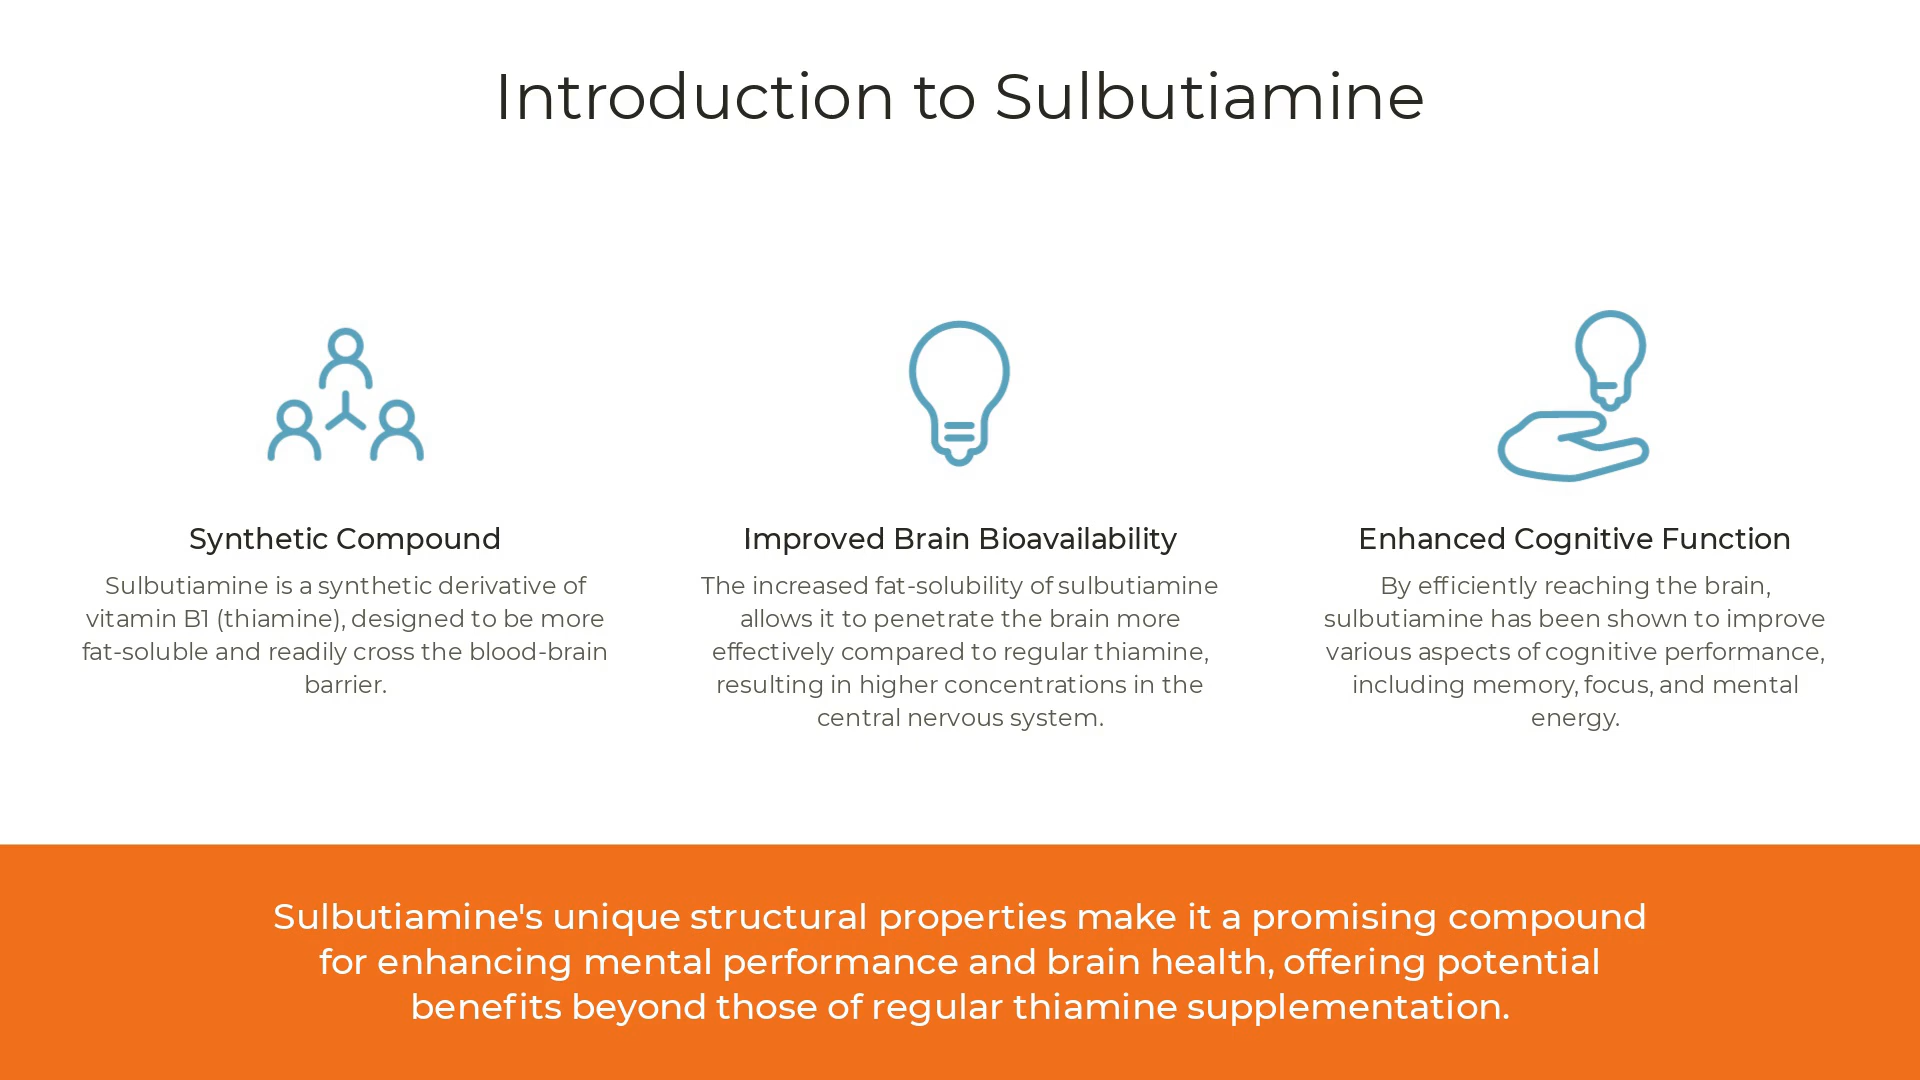 Introduction to Sulbutiamine
Synthetic Compound
Sulbutiamine is a synthetic derivative of
vitamin B1 (thiamine), designed to be more
fat-soluble and readily cross the blood-brain
barrier.
Improved Brain Bioavailability
The increased fat-solubility of sulbutiamine
allows it to penetrate the brain more
effectively compared to regular thiamine,
resulting in higher concentrations in the
central nervous system.
Enhanced Cognitive Function
By efficiently reaching the brain,
sulbutiamine has been shown to improve
various aspects of cognitive performance,
including memory, focus, and mental
energy.
Sulbutiamine's unique structural properties make it a promising compound
for enhancing mental performance and brain health, offering potential
benefits beyond those of regular thiamine supplementation.